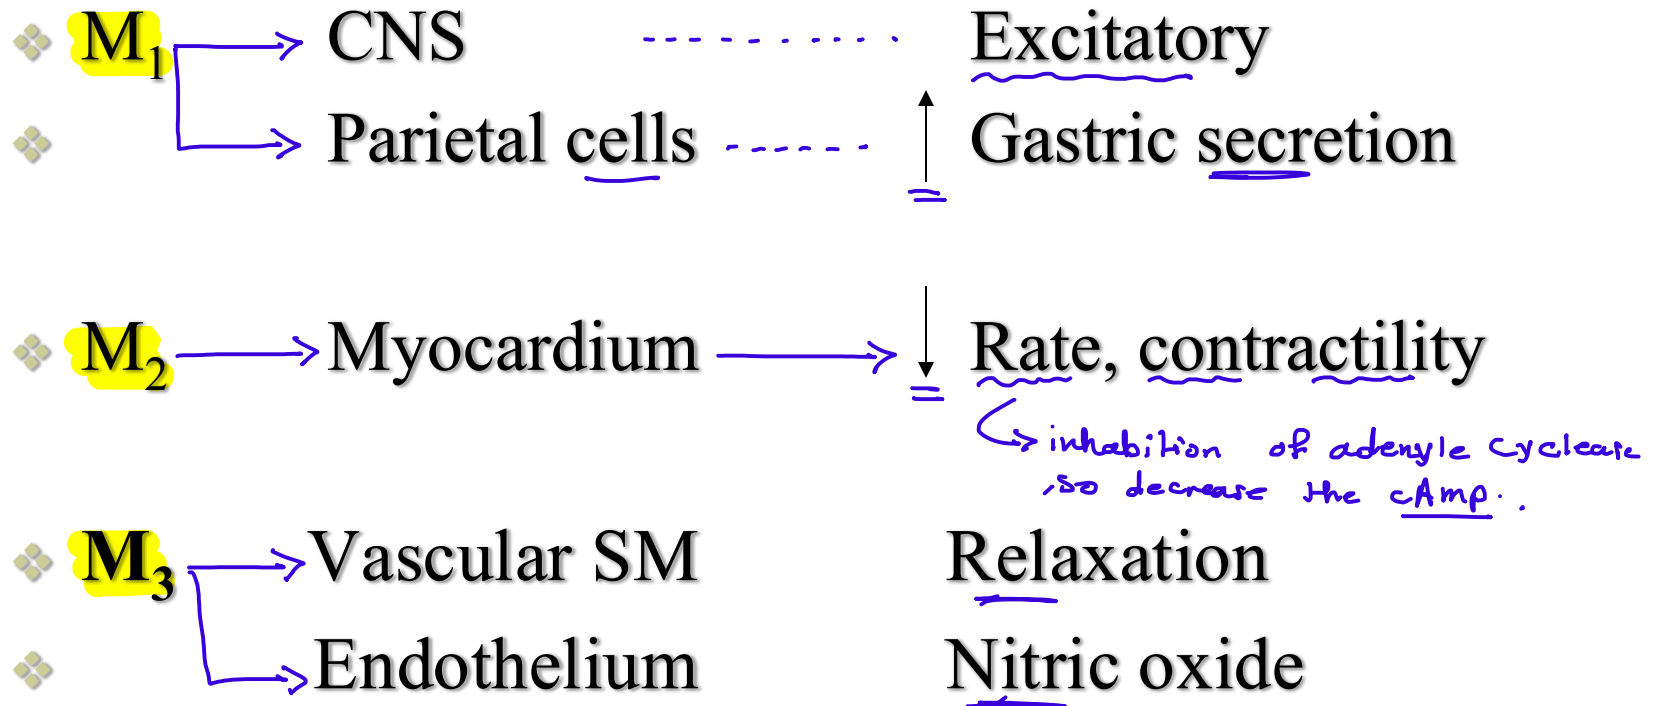 M1 CNS Excitatory
Parietal cells Gastric secretion
M2 Myocardium Rate, contractility
inhabition of adenyle cyclease
,so decrease the cAmp.
M3 Vascular SM Relaxation
Endothelium Nitric oxide